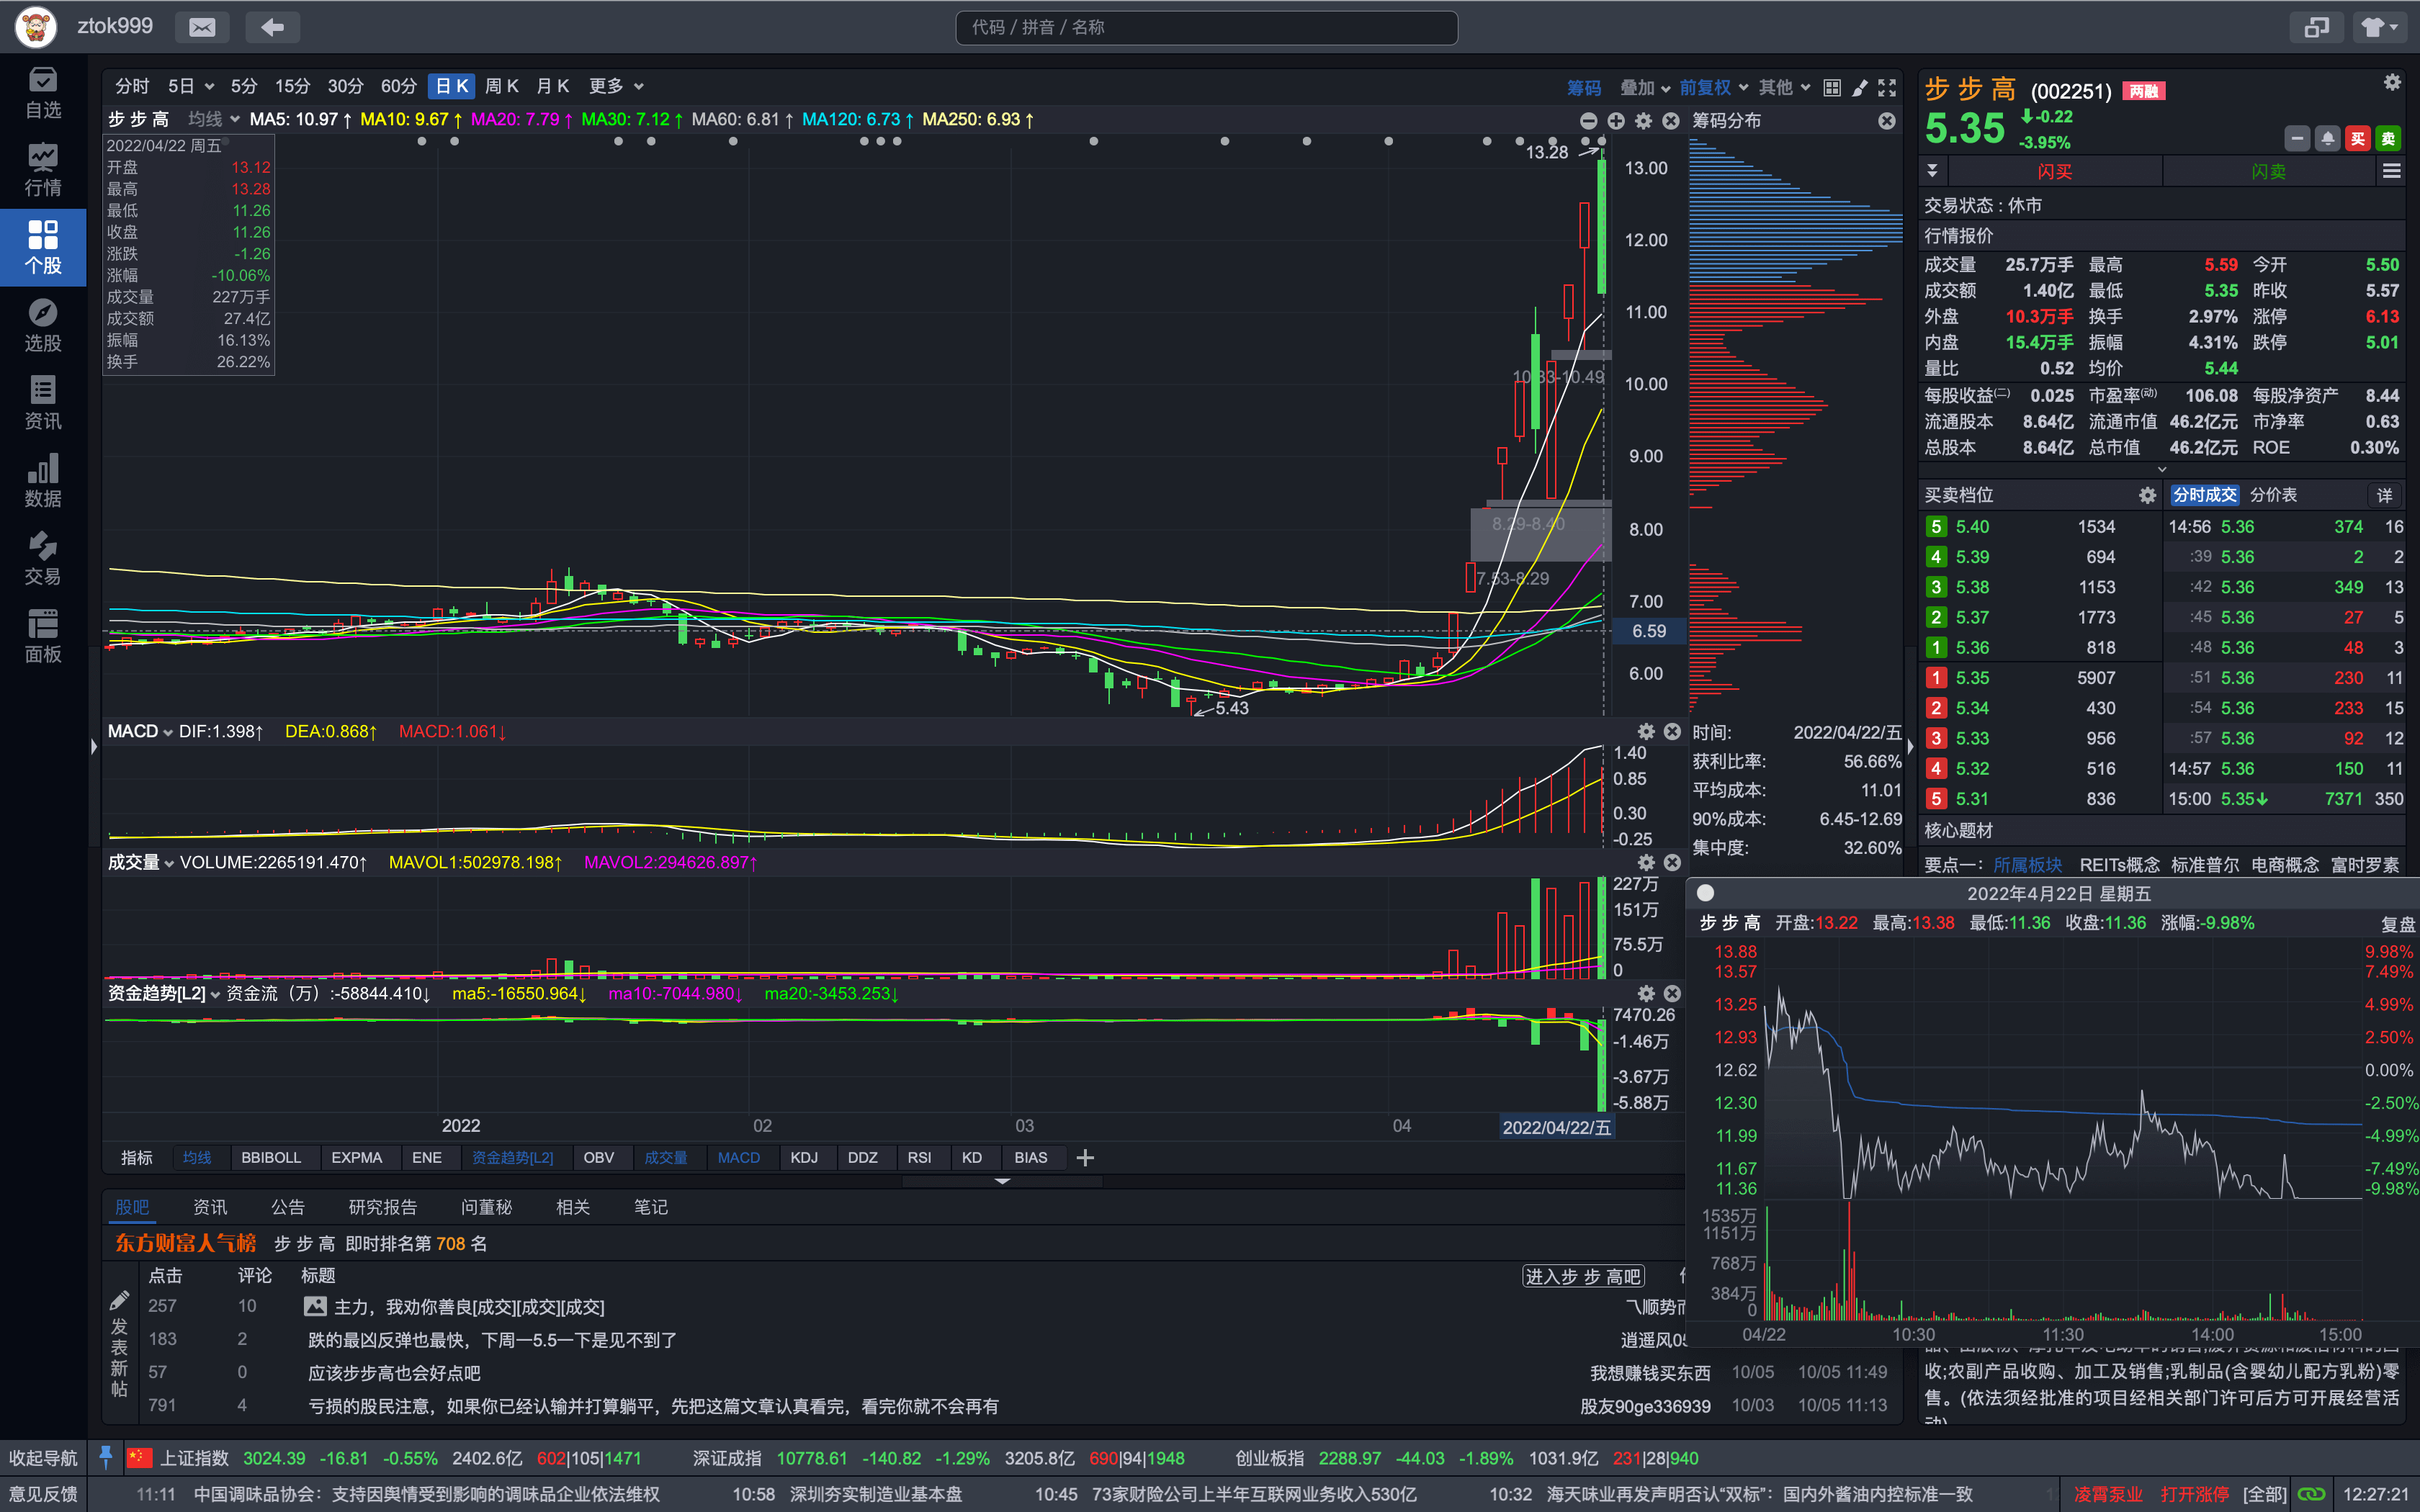 ztok999
代码 / 拼音 / 名称
自选
行情
个股
选股
资讯
数据
交易
面板
分时 5日 5分 15分 30分 60分 日K 周K 月K 更多 筹码 叠加 前复权 其他
步步高 均线 MA5: 10.97↑ MA10: 9.67↑ MA20: 7.79↑ MA30: 7.12↑ MA60: 6.81↑ MA120: 6.73↑ MA250: 6.93↑
筹码分布
2022/04/22 周五
开盘 13.12
最高 13.28
最低 11.26
收盘 11.26
涨跌 -1.26
涨幅 -10.06%
成交量 227万手
成交额 27.4亿
振幅 16.13%
换手 26.22%
13.28
10.33-10.49
8.29-8.40
7.53-8.29
5.43
13.00
12.00
11.00
10.00
9.00
8.00
7.00
6.59
6.00
MACD DIF:1.398↑ DEA:0.868↑ MACD:1.061↓
1.40
0.85
0.30
-0.25
成交量 VOLUME:2265191.470↑ MAVOL1:502978.198↑ MAVOL2:294626.897↑
227万
151万
75.5万
0
资金趋势[L2] 资金流（万）:-58844.410↓ ma5:-16550.964↓ ma10:-7044.980↓ ma20:-3453.253↓
7470.26
-1.46万
-3.67万
-5.88万
2022 02 03 04 2022/04/22/五
指标 均线 BBIBOLL EXPMA ENE 资金趋势[L2] OBV 成交量 MACD KDJ DDZ RSI KD BIAS
时间: 2022/04/22/五
获利比率: 56.66%
平均成本: 11.01
90%成本: 6.45-12.69
集中度: 32.60%
步步高 (002251) 两融
5.35 -0.22
-3.95%
买 卖
闪买 闪卖
交易状态 : 休市
行情报价
成交量 25.7万手 最高 5.59 今开 5.50
成交额 1.40亿 最低 5.35 昨收 5.57
外盘 10.3万手 换手 2.97% 涨停 6.13
内盘 15.4万手 振幅 4.31% 跌停 5.01
量比 0.52 均价 5.44
每股收益(二) 0.025 市盈率(动) 106.08 每股净资产 8.44
流通股本 8.64亿 流通市值 46.2亿元 市净率 0.63
总股本 8.64亿 总市值 46.2亿元 ROE 0.30%
买卖档位 分时成交 分价表 详
5 5.40 1534 14:56 5.36 374 16
4 5.39 694 :39 5.36 2 2
3 5.38 1153 :42 5.36 349 13
2 5.37 1773 :45 5.36 27 5
1 5.36 818 :48 5.36 48 3
1 5.35 5907 :51 5.36 230 11
2 5.34 430 :54 5.36 233 15
3 5.33 956 :57 5.36 92 12
4 5.32 516 14:57 5.36 150 11
5 5.31 836 15:00 5.35↓ 7371 350
核心题材
要点一： 所属板块 REITs概念 标准普尔 电商概念 富时罗素
2022年4月22日 星期五
步步高 开盘:13.22 最高:13.38 最低:11.36 收盘:11.36 涨幅:-9.98% 复盘
13.88 9.98%
13.57 7.49%
13.25 4.99%
12.93 2.50%
12.62 0.00%
12.30 -2.50%
11.99 -4.99%
11.67 -7.49%
11.36 -9.98%
1535万
1151万
768万
384万
0
04/22 10:30 11:30 14:00 15:00
收;农副产品收购、加工及销售;乳制品(含婴幼儿配方乳粉)零
售。(依法须经批准的项目经相关部门许可后方可开展经营活
股吧 资讯 公告 研究报告 问董秘 相关 笔记
东方财富人气榜 步步高 即时排名第 708 名
点击 评论 标题 进入步步高吧
发表新帖
257 10 主力，我劝你善良[成交][成交][成交]
183 2 跌的最凶反弹也最快，下周一5.5一下是见不到了 逍遥风05
57 0 应该步步高也会好点吧 我想赚钱买东西 10/05 10/05 11:49
791 4 亏损的股民注意，如果你已经认输并打算躺平，先把这篇文章认真看完，看完你就不会再有 股友90ge336939 10/03 10/05 11:13
收起导航 上证指数 3024.39 -16.81 -0.55% 2402.6亿 602|105|1471 深证成指 10778.61 -140.82 -1.29% 3205.8亿 690|94|1948 创业板指 2288.97 -44.03 -1.89% 1031.9亿 231|28|940
意见反馈 11:11 中国调味品协会：支持因舆情受到影响的调味品企业依法维权 10:58 深圳夯实制造业基本盘 10:45 73家财险公司上半年互联网业务收入530亿 10:32 海天味业再发声明否认“双标”：国内外酱油内控标准一致 凌霄泵业 打开涨停 [全部] 12:27:21